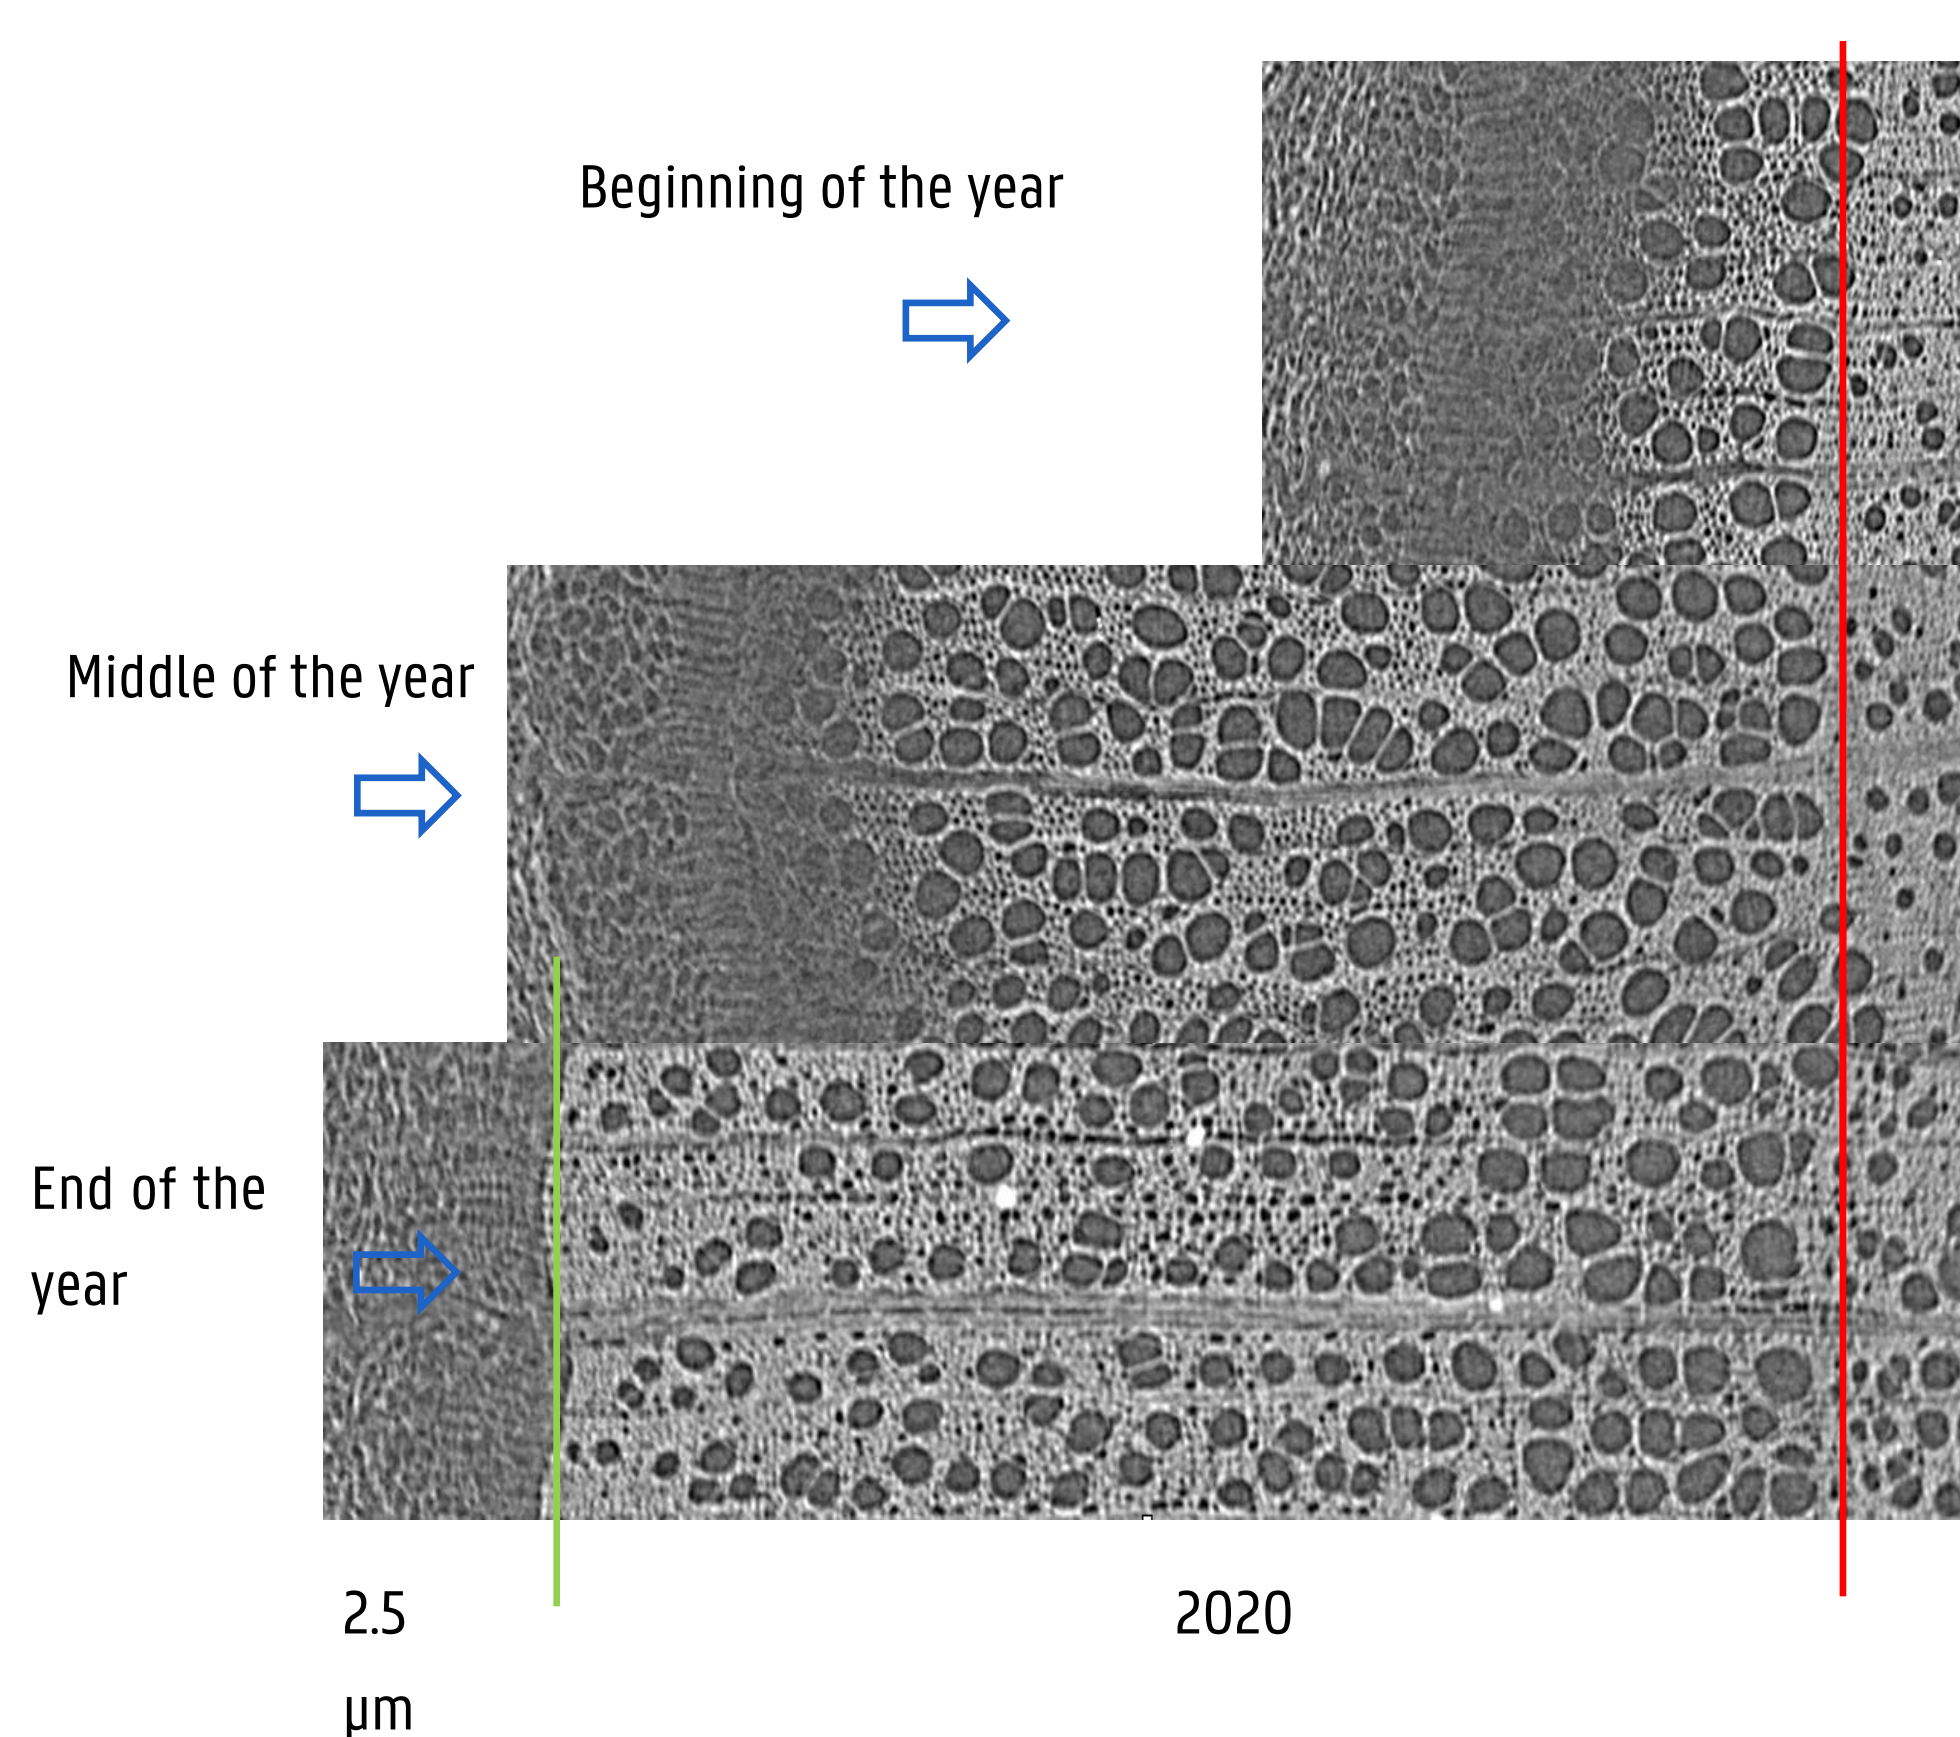 Beginning of the year
Middle of the year
End of the
year
2.5
µm
2020